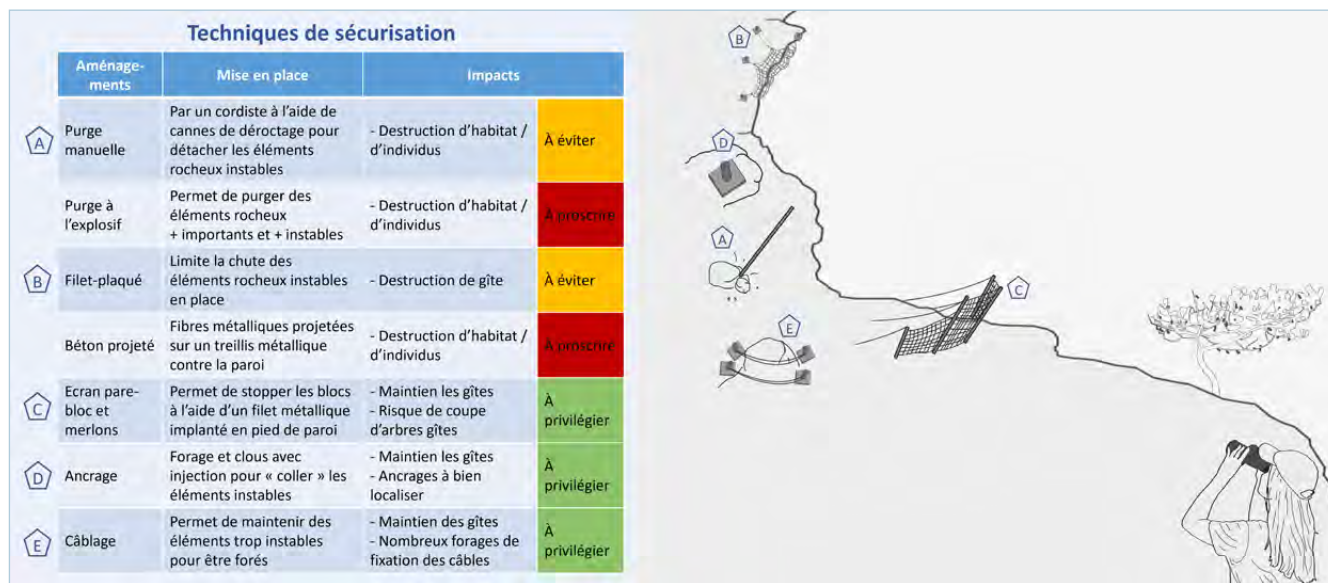 Techniques de sécurisation
Aménage-
ments
Mise en place
Impacts
A
Purge
manuelle
Par un cordiste à l'aide de
cannes de déroctage pour
détacher les éléments
rocheux instables
- Destruction d'habitat /
d'individus
À éviter
Purge à
l'explosif
Permet de purger des
éléments rocheux
+ importants et + instables
- Destruction d'habitat /
d'individus
À proscrire
B
Filet-plaqué
Limite la chute des
éléments rocheux instables
en place
- Destruction de gîte
À éviter
Béton projeté
Fibres métalliques projetées
sur un treillis métallique
contre la paroi
- Destruction d'habitat /
d'individus
À proscrire
C
Ecran pare-
bloc et
merlons
Permet de stopper les blocs
à l'aide d'un filet métallique
implanté en pied de paroi
- Maintien les gîtes
- Risque de coupe
d'arbres gîtes
À
privilégier
D
Ancrage
Forage et clous avec
injection pour « coller » les
éléments instables
- Maintien les gîtes
- Ancrages à bien
localiser
À
privilégier
E
Câblage
Permet de maintenir des
éléments trop instables
pour être forés
- Maintien des gîtes
- Nombreux forages de
fixation des câbles
À
privilégier
B
D
A
C
E